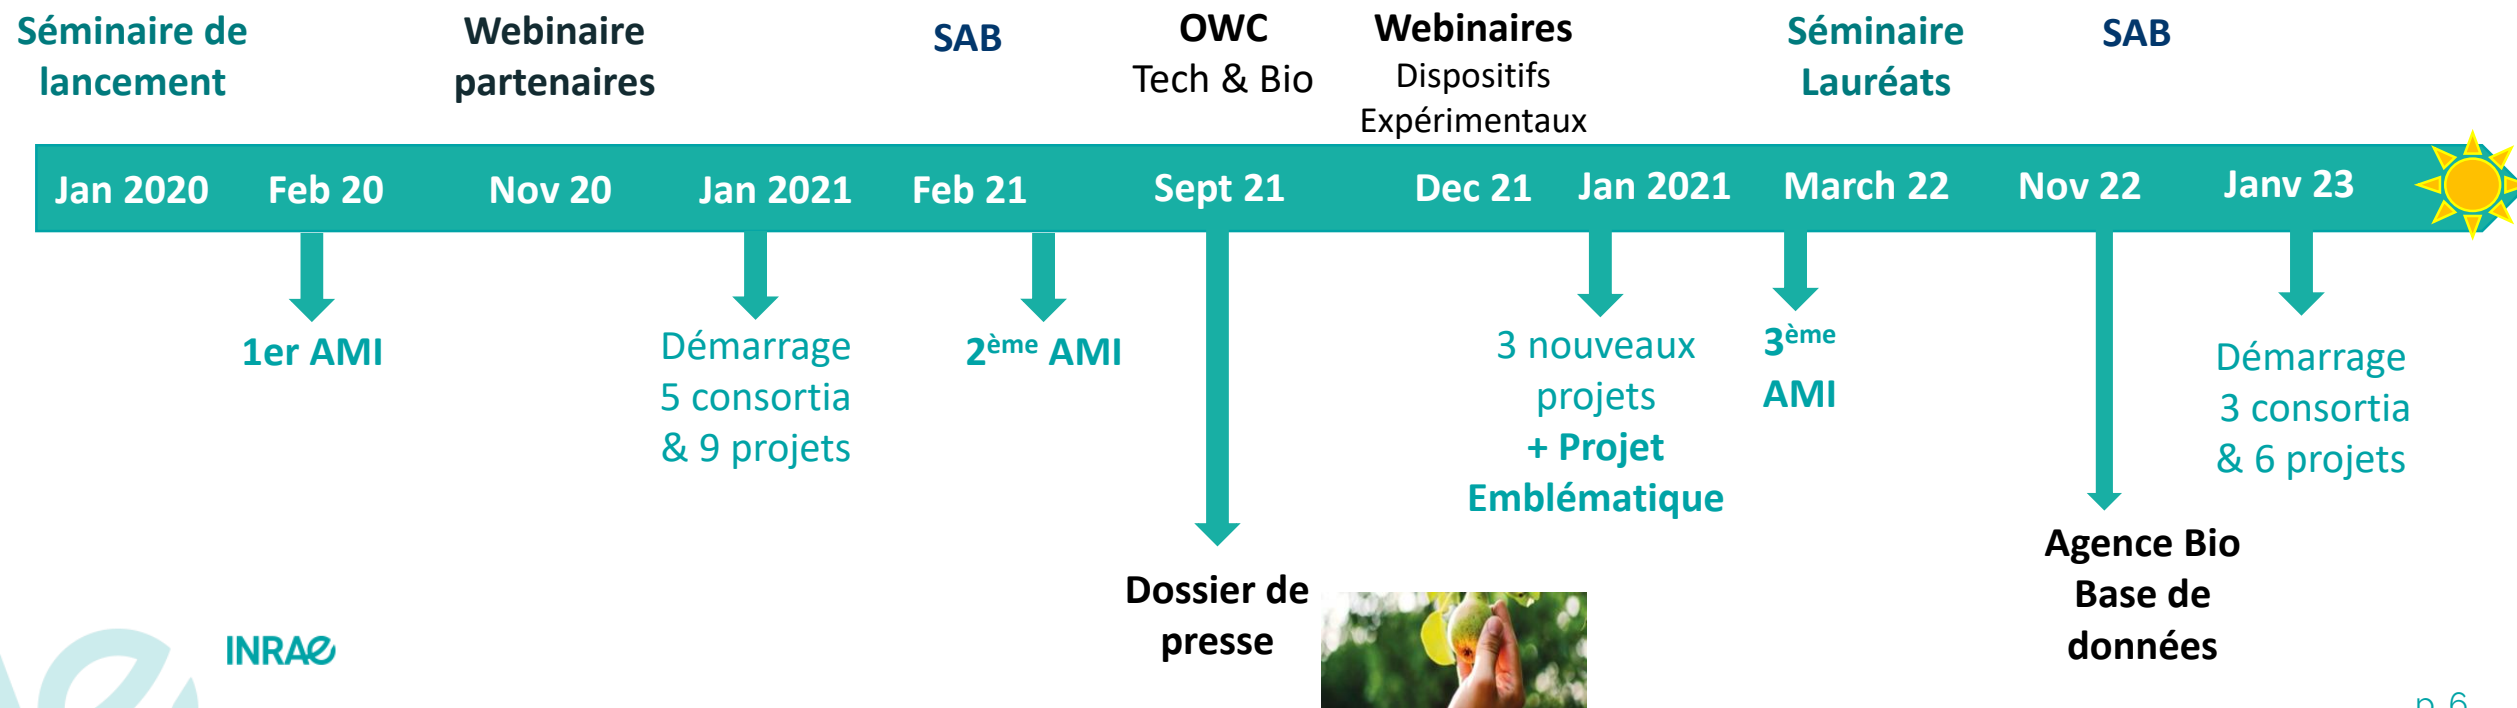 Séminaire de
lancement
Webinaire
partenaires
SAB
OWC
Tech & Bio
Webinaires
Dispositifs
Expérimentaux
Séminaire
Lauréats
SAB
Jan 2020
Feb 20
Nov 20
Jan 2021
Feb 21
Sept 21
Dec 21
Jan 2021
March 22
Nov 22
Janv 23
1er AMI
Démarrage
5 consortia
& 9 projets
2ème AMI
Dossier de
presse
3 nouveaux
projets
+ Projet
Emblématique
3ème
AMI
Agence Bio
Base de
données
Démarrage
3 consortia
& 6 projets
INRAE
p. 6